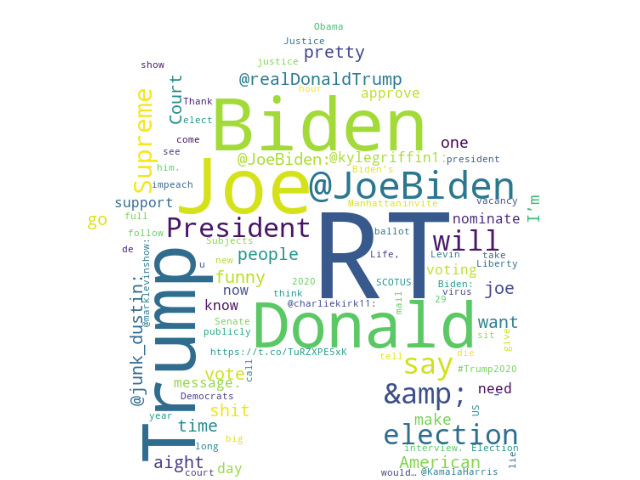 Obama
Justice
pretty
show
justice
@realDonaldTrump
hour
approve
Thank
Court
Supreme
elect
Biden
come
one
see
@JoeBiden:
@kylegriffin1:
president
him.
Biden's
impeach
Joe
@JoeBiden
support
Manhattaninvite
vacancy
I'm
go
full
President
RT
nominate
follow
ballot
will
de
Subjects
people
Life,
Levin
take
Liberty
@marklevinshow:
u
new
funny
2020
SCOTUS
voting
@junk_dustin:
Trump
now
think
mail
Biden:
joe
virus
29
know
@charliekirk11:
Donald
Senate
publicly
want
sit
give
https://t.co/TuRZXPE5xK
tell
say
die
vote
call
#Trump2020
message.
Democrats
&amp;
need
year
shit
time
make
US
big
election
long
interview.
Election
lie
aight
day
American
court
would…
@KamalaHarris